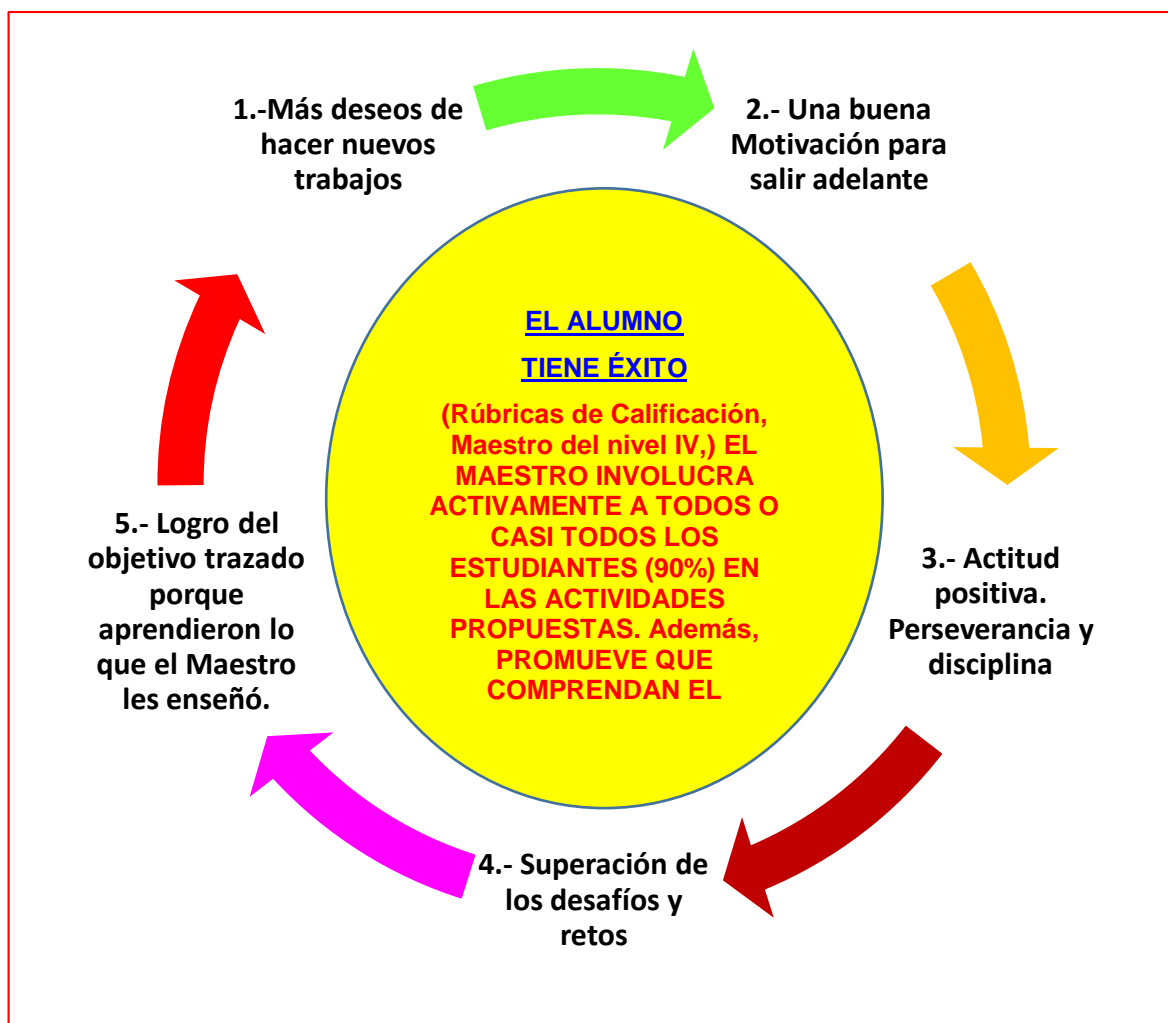 1.-Más deseos de
hacer nuevos
trabajos
2.- Una buena
Motivación para
salir adelante
EL ALUMNO
TIENE ÉXITO
(Rúbricas de Calificación,
Maestro del nivel IV,) EL
MAESTRO INVOLUCRA
ACTIVAMENTE A TODOS O
CASI TODOS LOS
ESTUDIANTES (90%) EN
LAS ACTIVIDADES
PROPUESTAS. Además,
PROMUEVE QUE
COMPRENDAN EL
3.- Actitud
positiva.
Perseverancia y
disciplina
4.- Superación de
los desafíos y
retos
5.- Logro del
objetivo trazado
porque
aprendieron lo
que el Maestro
les enseñó.